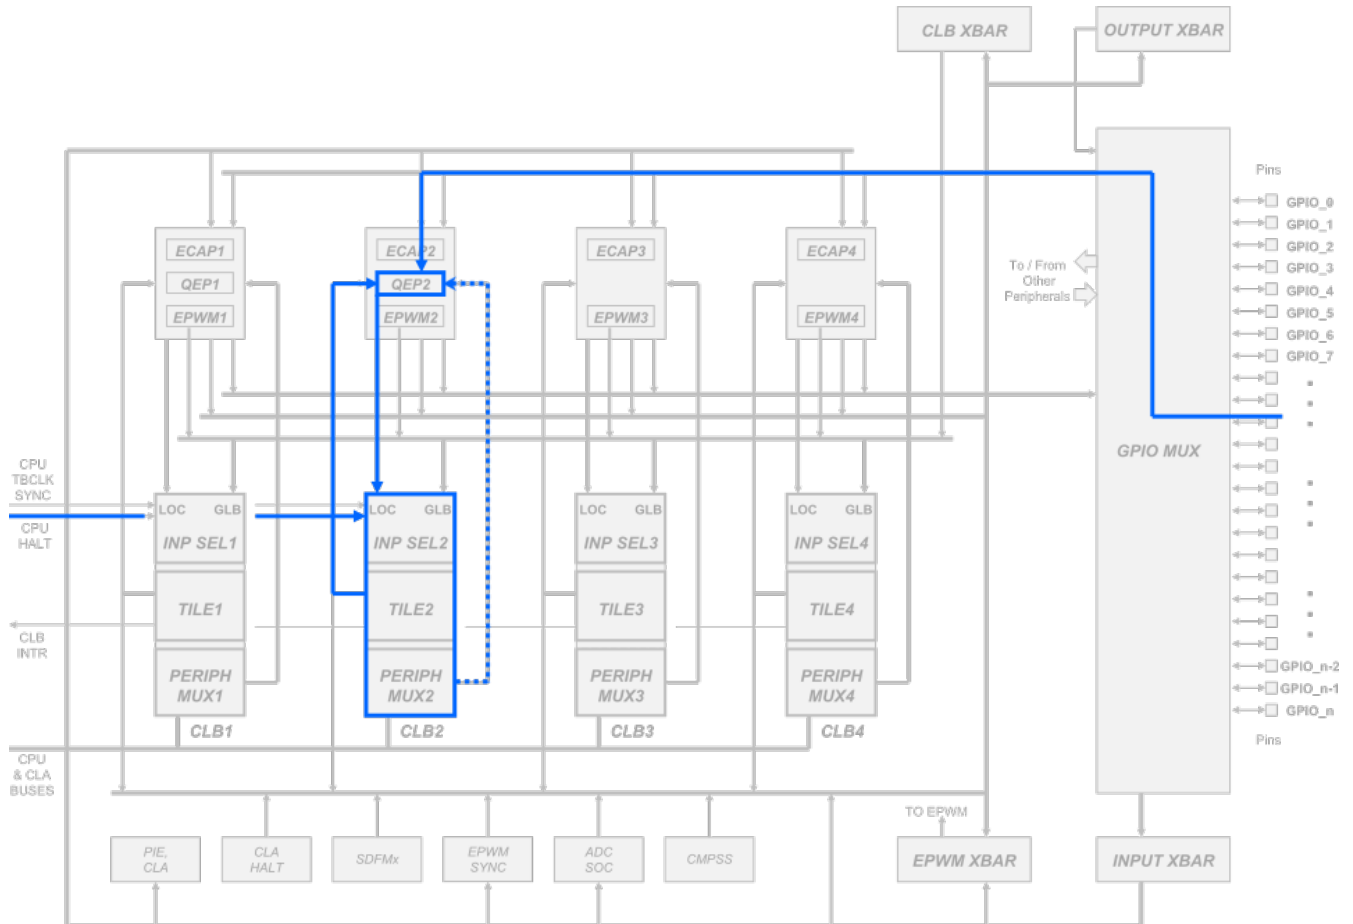 CLB XBAR
OUTPUT XBAR
Pins
GPIO_0
GPIO_1
GPIO_2
GPIO_3
GPIO_4
GPIO_5
GPIO_6
GPIO_7
To / From
Other
Peripherals
GPIO MUX
ECAP1
QEP1
EPWM1
ECAP2
QEP2
EPWM2
ECAP3
EPWM3
ECAP4
EPWM4
CPU
TBCLK
SYNC
CPU
HALT
LOC GLB
INP SEL1
LOC GLB
INP SEL2
LOC GLB
INP SEL3
LOC GLB
INP SEL4
TILE1
TILE2
TILE3
TILE4
CLB
INTR
PERIPH
MUX1
PERIPH
MUX2
PERIPH
MUX3
PERIPH
MUX4
CLB1
CLB2
CLB3
CLB4
GPIO_n-2
GPIO_n-1
GPIO_n
Pins
CPU
& CLA
BUSES
TO EPWM
PIE,
CLA
CLA
HALT
SDFMx
EPWM
SYNC
ADC
SOC
CMPSS
EPWM XBAR
INPUT XBAR